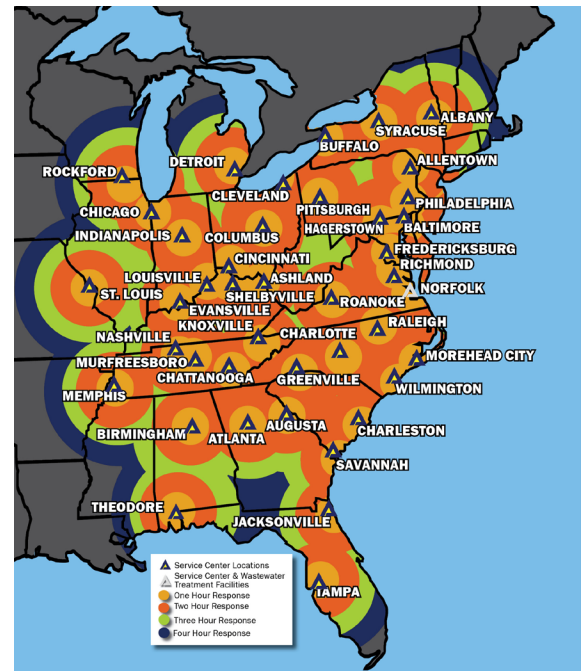 ALBANY
SYRACUSE
BUFFALO
DETROIT
ALLENTOWN
ROCKFORD
CLEVELAND
PITTSBURGH
PHILADELPHIA
CHICAGO
HAGERSTOWN
BALTIMORE
INDIANAPOLIS
COLUMBUS
FREDERICKSBURG
CINCINNATI
RICHMOND
LOUISVILLE
ASHLAND
NORFOLK
ST. LOUIS
SHELBYVILLE
ROANOKE
EVANSVILLE
RALEIGH
KNOXVILLE
NASHVILLE
CHARLOTTE
MOREHEAD CITY
MURFREESBORO
CHATTANOOGA
GREENVILLE
WILMINGTON
MEMPHIS
AUGUSTA
CHARLESTON
BIRMINGHAM
ATLANTA
SAVANNAH
THEODORE
JACKSONVILLE
TAMPA
Service Center Locations
Service Center & Wastewater
Treatment Facilities
One Hour Response
Two Hour Response
Three Hour Response
Four Hour Response